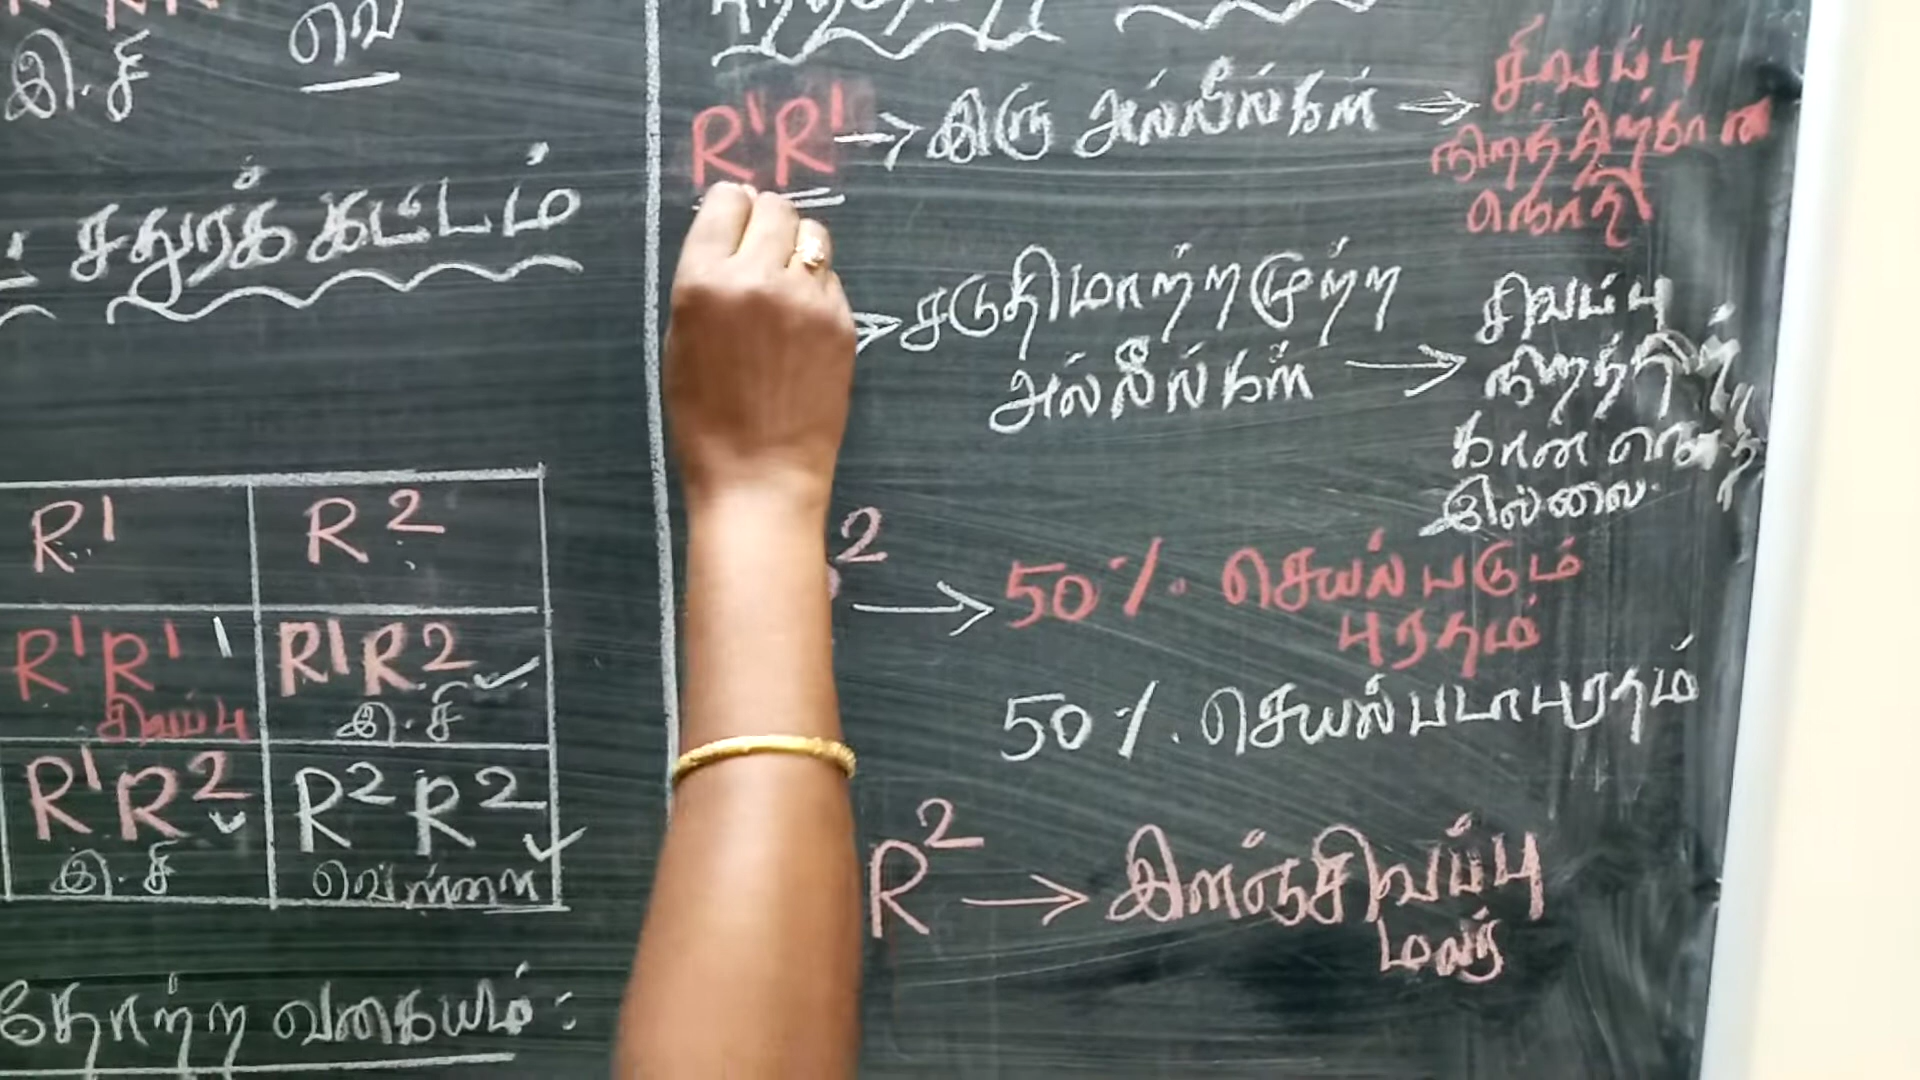 இ.சி வெ
சதுரக் கட்டம்
R¹ R²
R¹R¹ R¹R²
சிவப்பு இ.சி
R¹R² R²R²
இ.சி வெள்ளை
தோற்ற வகையம்:
R¹R¹ → இரு அல்லீல்கள் → சிவப்பு
நிறத்திற்கான
நொதி
→ சடுதிமாற்றமுற்ற
அல்லீல்கள் → சிவப்பு
நிறத்திற்
கான நொதி
இல்லை.
2 → 50%. செயல்படும்
புரதம்
50%. செயல்படாபுரதம்
R² → இளஞ்சிவப்பு
மலர்